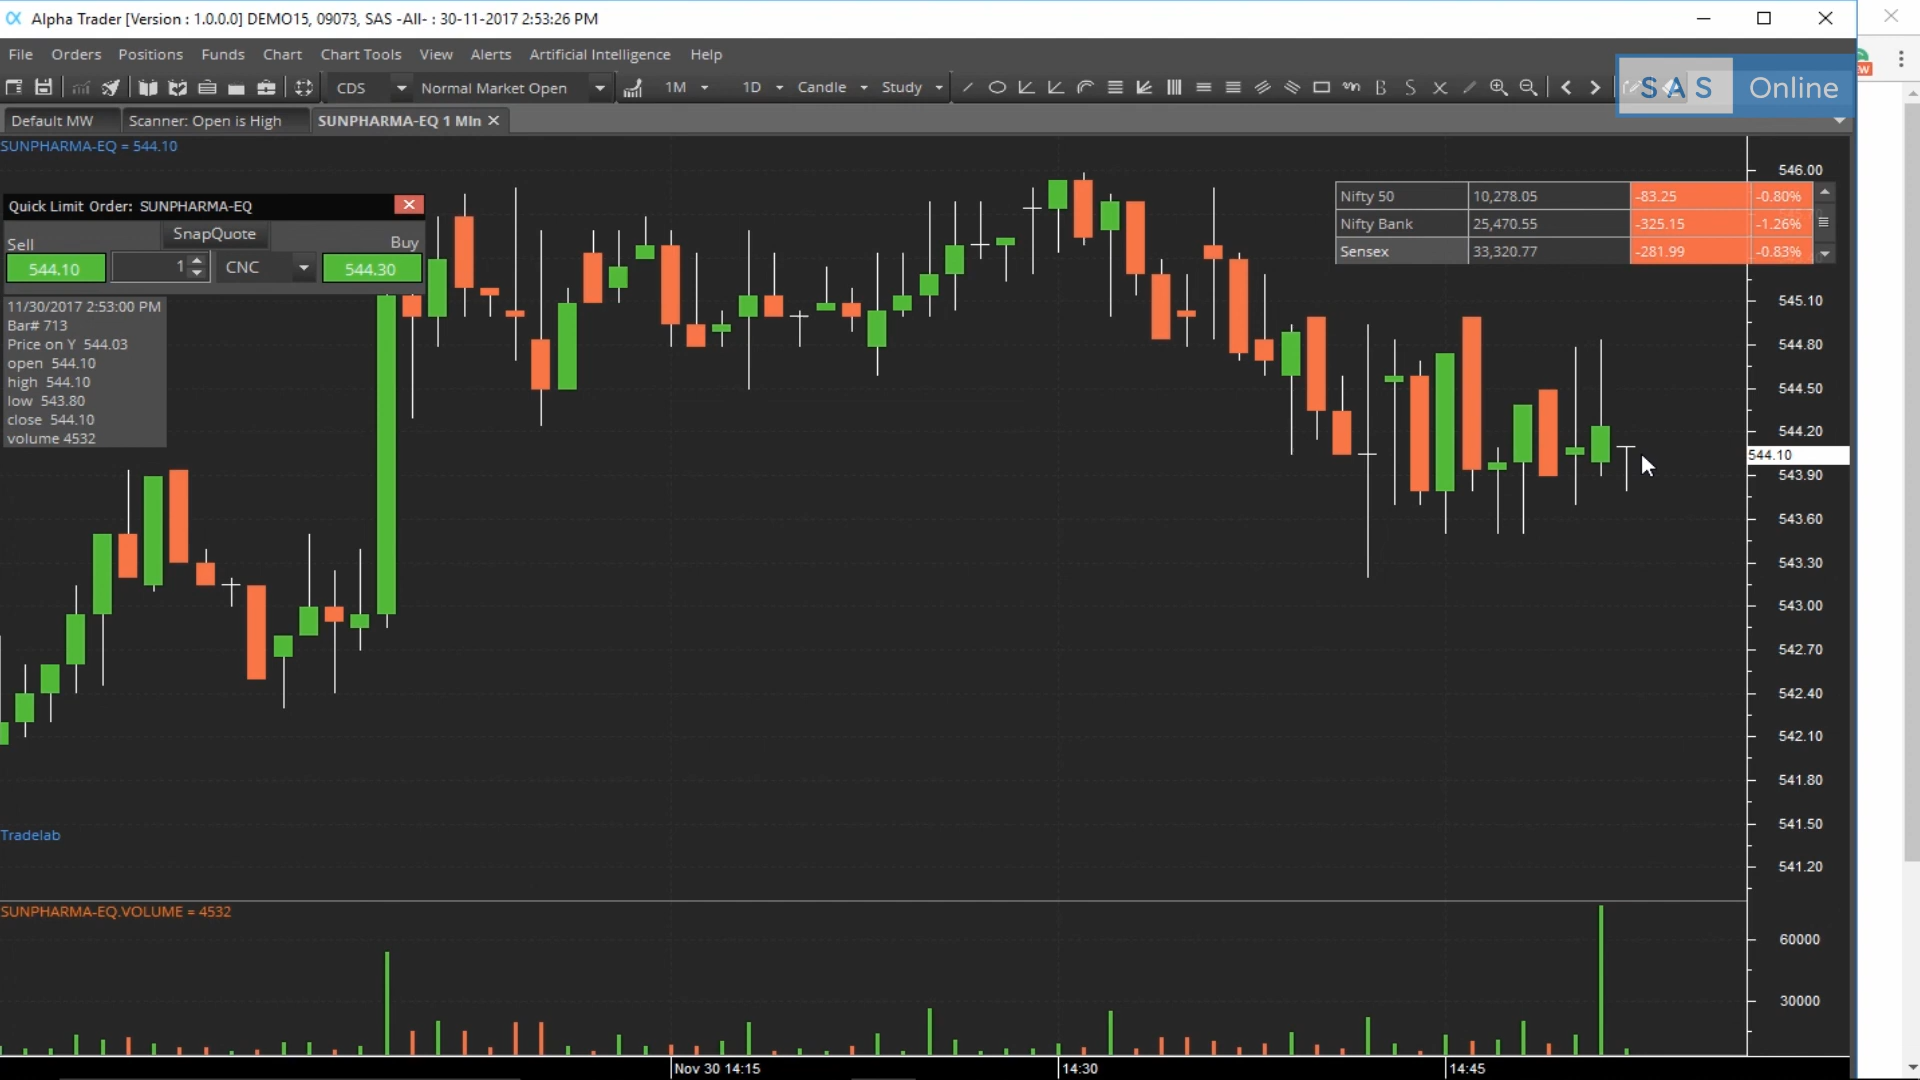 Alpha Trader [Version : 1.0.0.0] DEMO15, 09073, SAS -All- : 30-11-2017 2:53:26 PM
File Orders Positions Funds Chart Chart Tools View Alerts Artificial Intelligence Help
CDS Normal Market Open 1M 1D Candle Study B S
SAS Online
Default MW Scanner: Open is High SUNPHARMA-EQ 1 MIn
SUNPHARMA-EQ = 544.10
Quick Limit Order: SUNPHARMA-EQ
SnapQuote
Sell Buy
544.10 1 CNC 544.30
11/30/2017 2:53:00 PM
Bar# 713
Price on Y 544.03
open 544.10
high 544.10
low 543.80
close 544.10
volume 4532
Nifty 50 10,278.05 -83.25 -0.80%
Nifty Bank 25,470.55 -325.15 -1.26%
Sensex 33,320.77 -281.99 -0.83%
546.00
545.10
544.80
544.50
544.20
544.10
543.90
543.60
543.30
543.00
542.70
542.40
542.10
541.80
541.50
541.20
Tradelab
SUNPHARMA-EQ.VOLUME = 4532
60000
30000
Nov 30 14:15 14:30 14:45